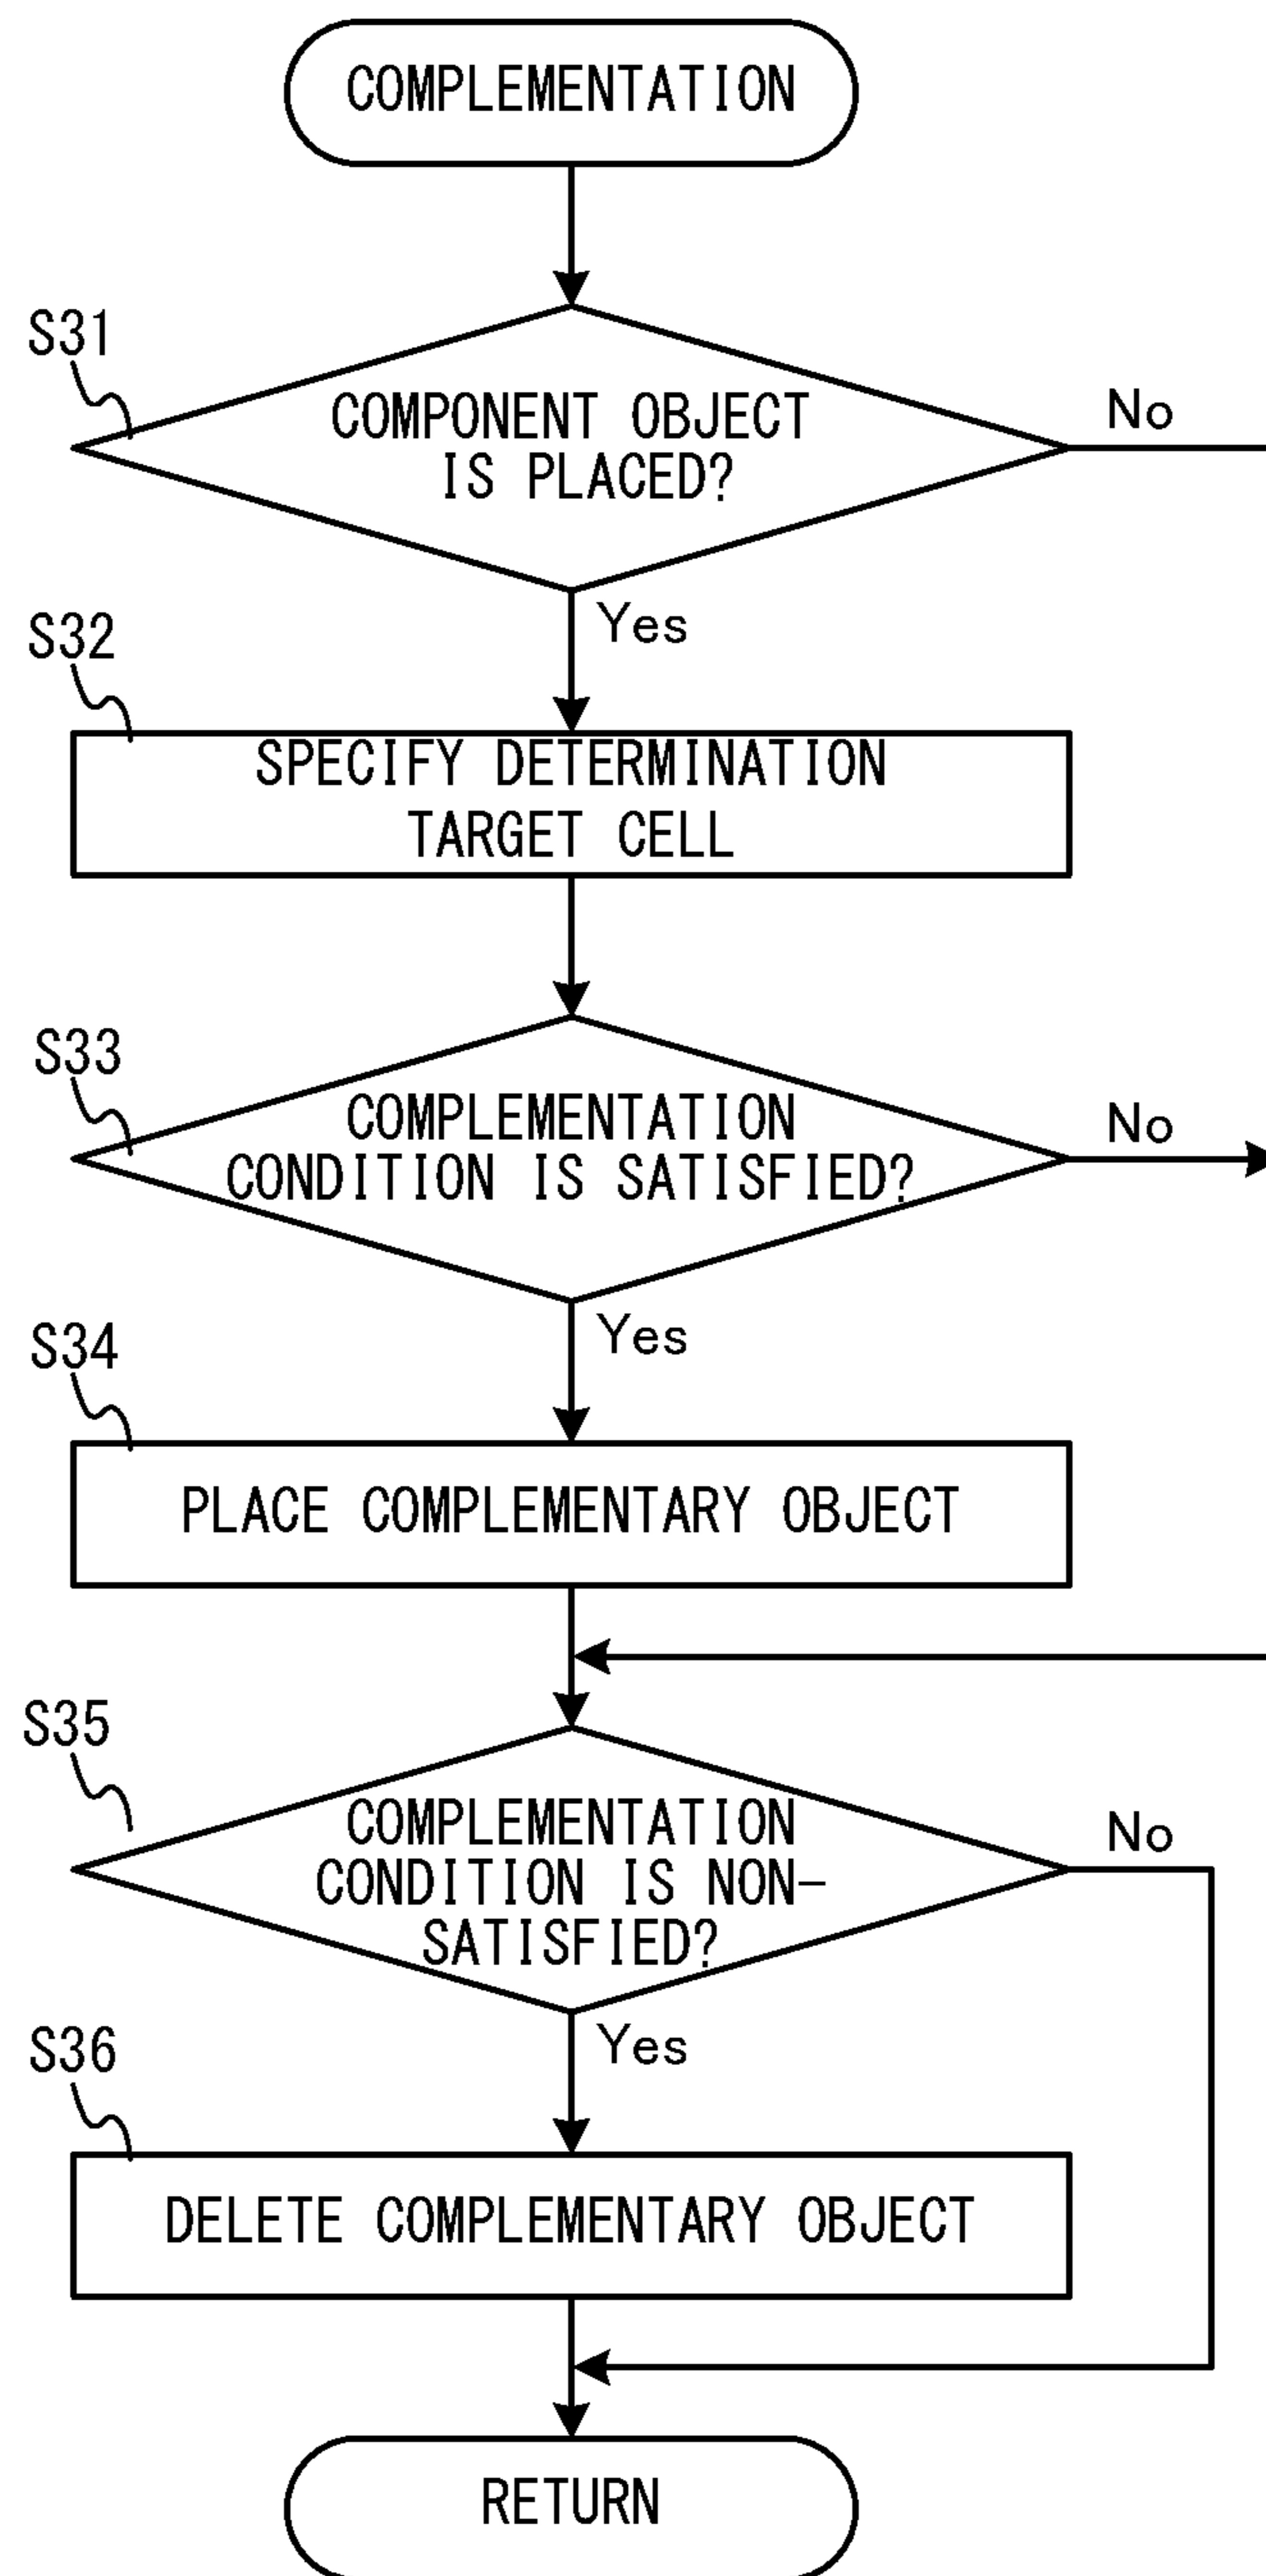 COMPLEMENTATION
S31
COMPONENT OBJECT
IS PLACED?
No
Yes
S32
SPECIFY DETERMINATION
TARGET CELL
S33
COMPLEMENTATION
CONDITION IS SATISFIED?
No
Yes
S34
PLACE COMPLEMENTARY OBJECT
S35
COMPLEMENTATION
CONDITION IS NON-
SATISFIED?
No
Yes
S36
DELETE COMPLEMENTARY OBJECT
RETURN